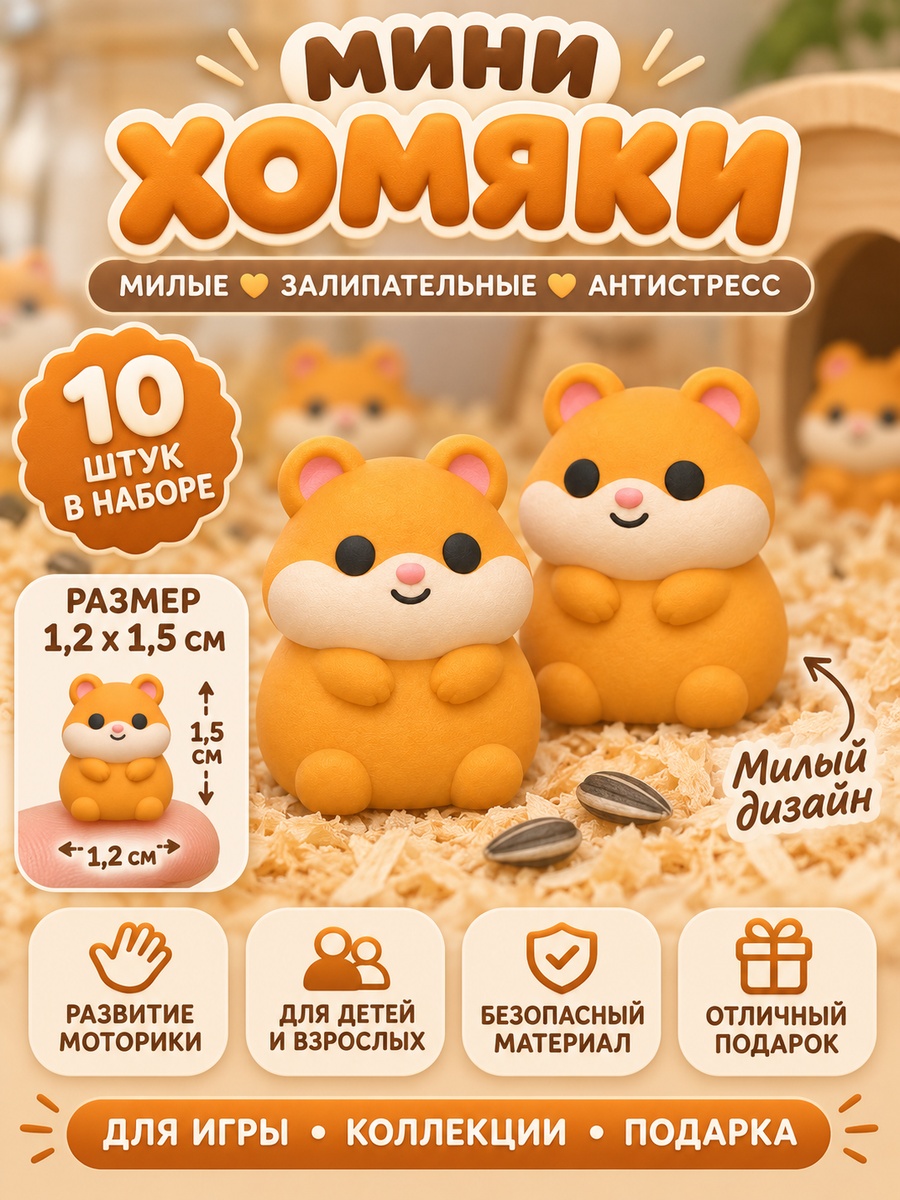 МИНИ
ХОМЯКИ
МИЛЫЕ 💛 ЗАЛИПАТЕЛЬНЫЕ 💛 АНТИСТРЕСС
10
ШТУК
В НАБОРЕ
РАЗМЕР
1,2 х 1,5 см
1,5
см
1,2 см
Милый
дизайн
РАЗВИТИЕ
МОТОРИКИ
ДЛЯ ДЕТЕЙ
И ВЗРОСЛЫХ
БЕЗОПАСНЫЙ
МАТЕРИАЛ
ОТЛИЧНЫЙ
ПОДАРОК
ДЛЯ ИГРЫ • КОЛЛЕКЦИИ • ПОДАРКА